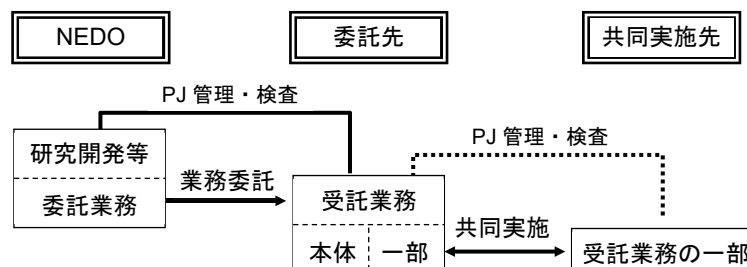 NEDO
委託先
共同実施先
PJ 管理・検査
PJ 管理・検査
研究開発等
委託業務
業務委託
受託業務
本体
一部
共同実施
受託業務の一部